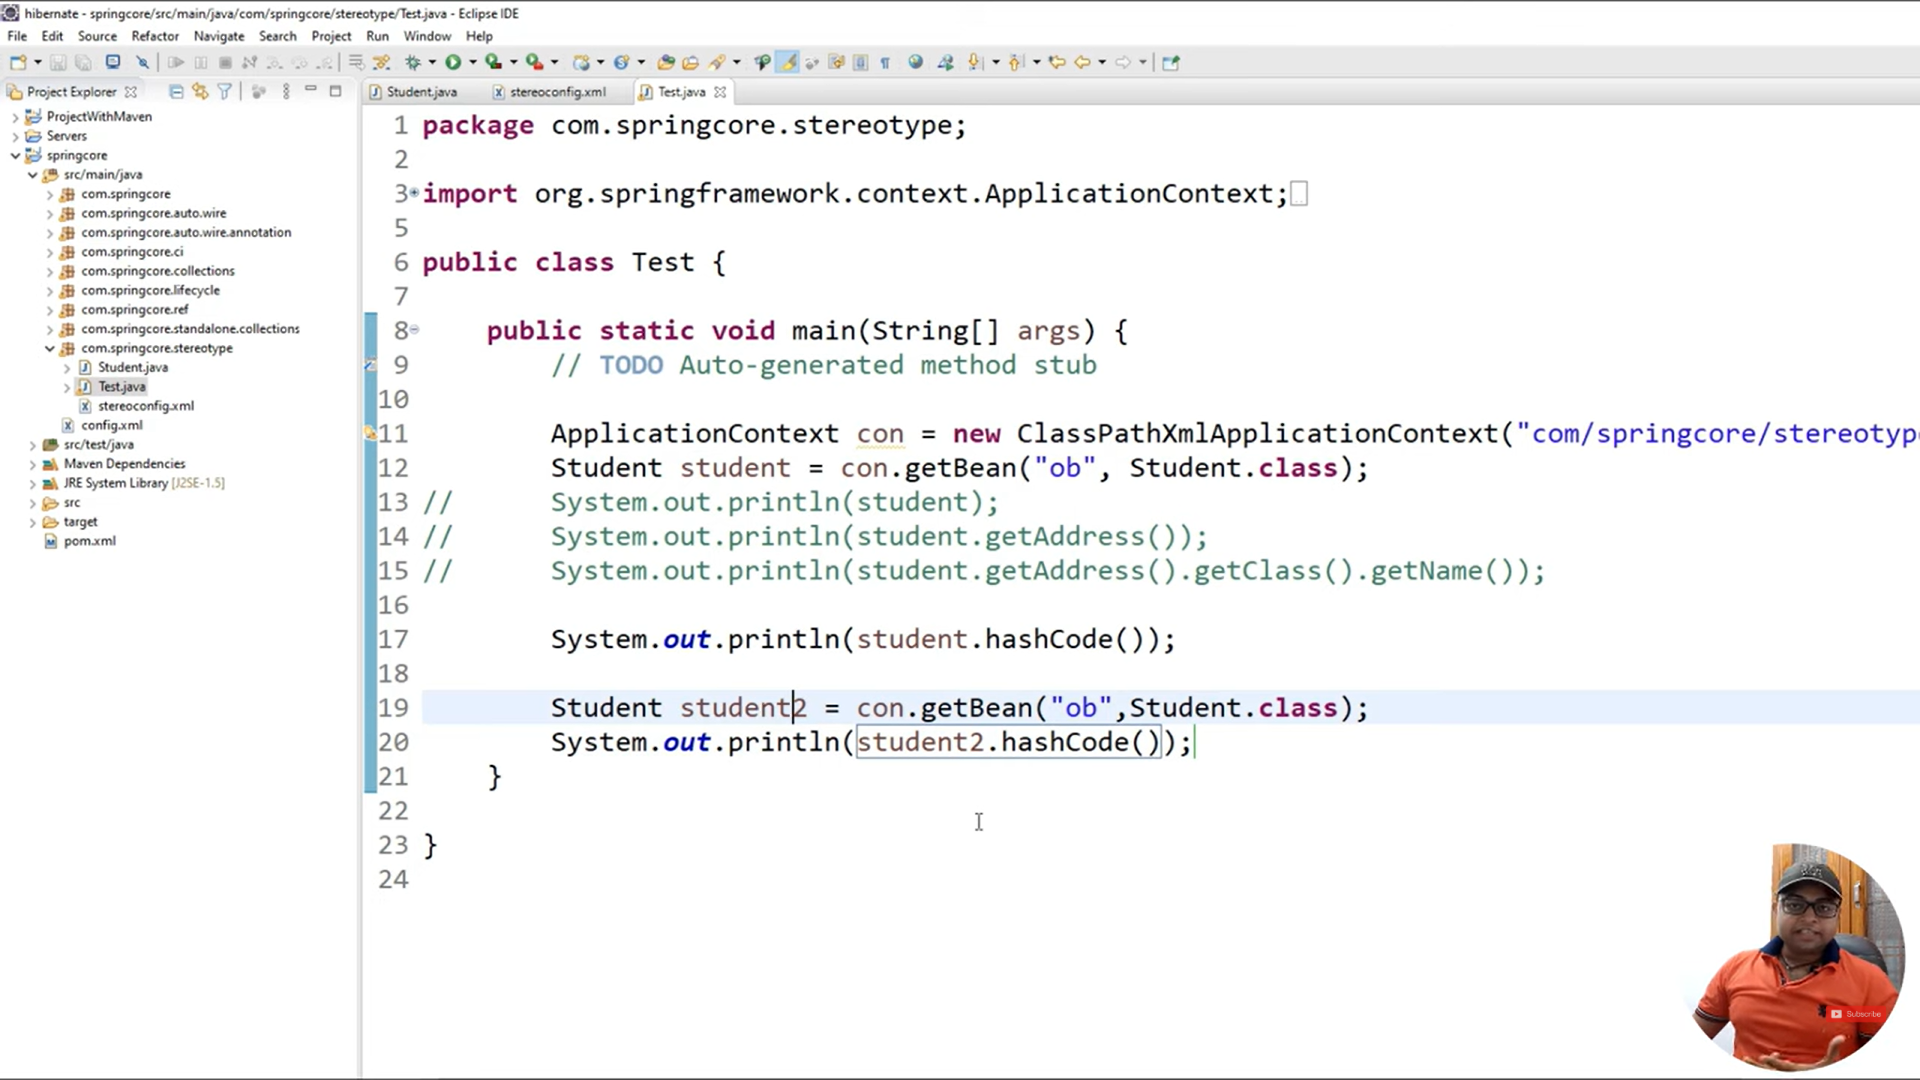 hibernate - springcore/src/main/java/com/springcore/stereotype/Test.java - Eclipse IDE
File Edit Source Refactor Navigate Search Project Run Window Help
Project Explorer
Student.java stereoconfig.xml Test.java
ProjectWithMaven
Servers
springcore
src/main/java
com.springcore
com.springcore.auto.wire
com.springcore.auto.wire.annotation
com.springcore.ci
com.springcore.collections
com.springcore.lifecycle
com.springcore.ref
com.springcore.standalone.collections
com.springcore.stereotype
Student.java
Test.java
stereoconfig.xml
config.xml
src/test/java
Maven Dependencies
JRE System Library [J2SE-1.5]
src
target
pom.xml
1 package com.springcore.stereotype;
2
3 import org.springframework.context.ApplicationContext;
5
6 public class Test {
7
8 public static void main(String[] args) {
9 // TODO Auto-generated method stub
10
11 ApplicationContext con = new ClassPathXmlApplicationContext("com/springcore/stereotyp
12 Student student = con.getBean("ob", Student.class);
13 // System.out.println(student);
14 // System.out.println(student.getAddress());
15 // System.out.println(student.getAddress().getClass().getName());
16
17 System.out.println(student.hashCode());
18
19 Student student2 = con.getBean("ob",Student.class);
20 System.out.println(student2.hashCode());
21 }
22
23 }
24
Subscribe